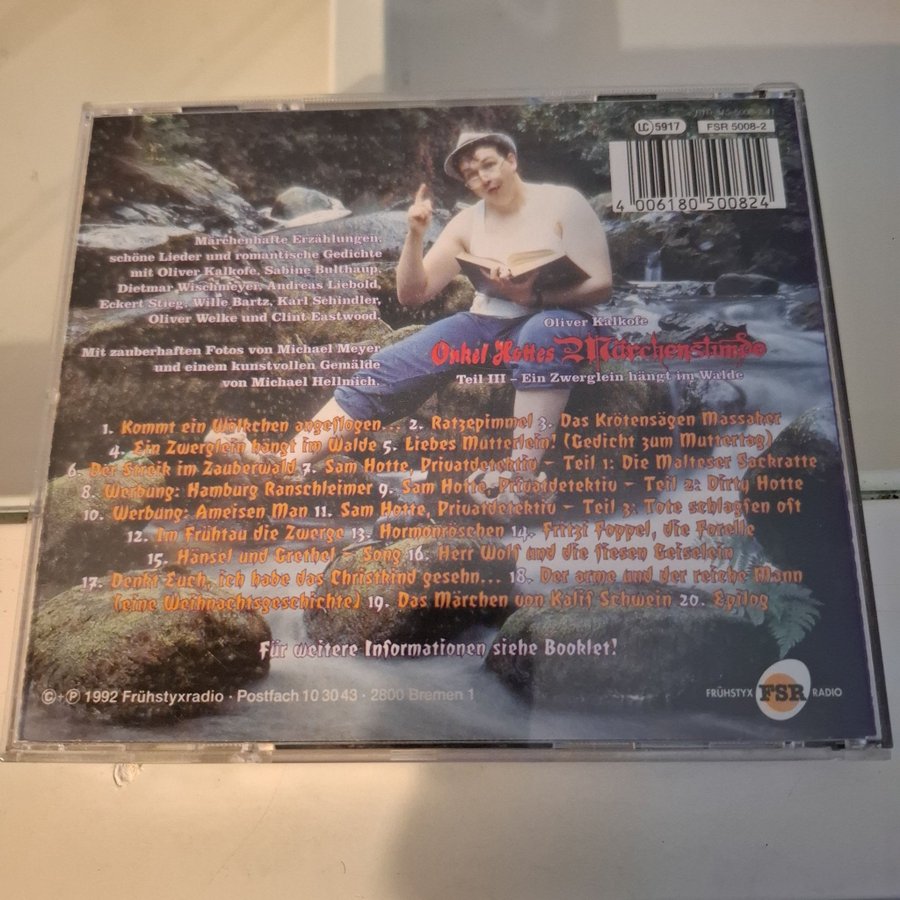 LC 5917
FSR 5008-2
4 006180 500824
Märchenhafte Erzählungen,
schöne Lieder und romantische Gedichte
mit Oliver Kalkofe, Sabine Bulthaup,
Dietmar Wischmeyer, Andreas Liebold,
Eckert Stieg, Wille Bartz, Karl Schindler,
Oliver Welke und Clint Eastwood.
Mit zauberhaften Fotos von Michael Meyer
und einem kunstvollen Gemälde
von Michael Hellmich.
Oliver Kalkofe
Onkel Hottes Märchenstunde
Teil III – Ein Zwerglein hängt im Walde
1. Kommt ein Wölkchen angeflogen... 2. Ratzepimmel 3. Das Krötensägen Massaker
4. Ein Zwerglein hängt im Walde 5. Liebes Mutterlein! (Gedicht zum Muttertag)
6. Der Streik im Zauberwald 7. Sam Hotte, Privatdetektiv – Teil 1: Die Malteser Sackratte
8. Werbung: Hamburg Ranschleimer 9. Sam Hotte, Privatdetektiv – Teil 2: Dirty Hotte
10. Werbung: Ameisen Man 11. Sam Hotte, Privatdetektiv – Teil 3: Tote schlagfen oft
12. Im Frühtau die Zwerge 13. Hormonröschen 14. Fritzi Foppel, die Forelle
15. Hänsel und Grethel – Song 16. Herr Wolf und die fiesen Geiselein
17. Denkt Euch, ich habe das Christkind gesehn... 18. Der arme und der reiche Mann
(eine Weihnachtsgeschichte) 19. Das Märchen von Kalif Schwein 20. Epilog
Für weitere Informationen siehe Booklet!
©+℗ 1992 Frühstyxradio · Postfach 10 30 43 · 2800 Bremen 1
FRÜHSTYX FSR RADIO